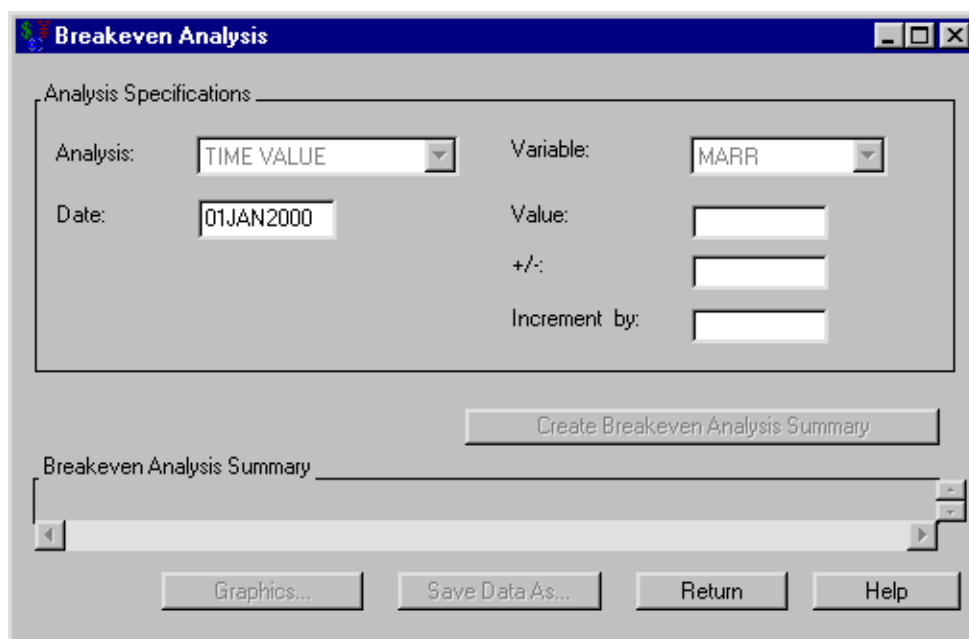 Breakeven Analysis
Analysis Specifications
Analysis: TIME VALUE Variable: MARR
Date: 01JAN2000 Value:
+/-:
Increment by:
Create Breakeven Analysis Summary
Breakeven Analysis Summary
Graphics... Save Data As... Return Help